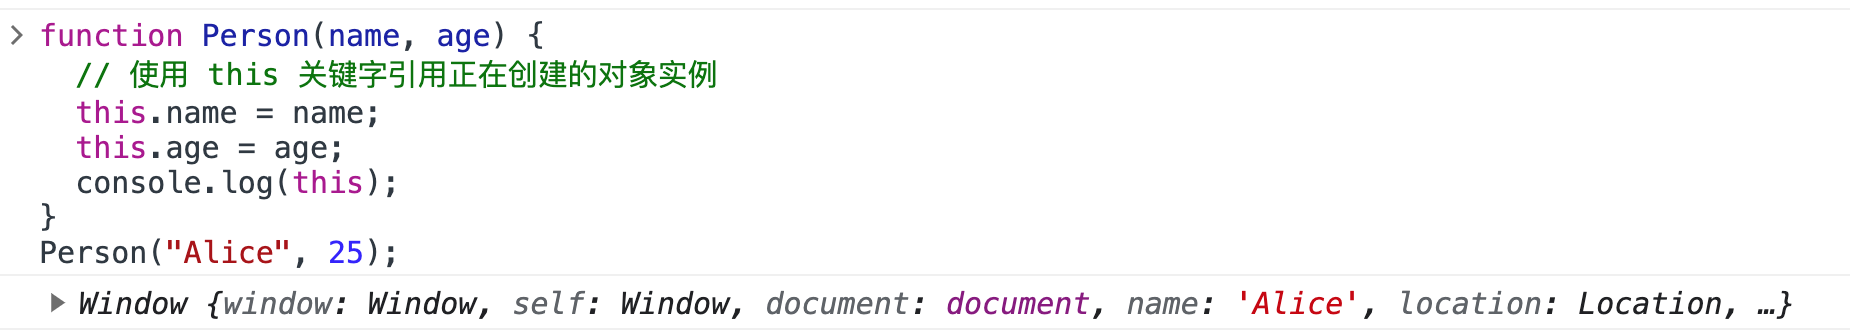 function Person(name, age) {
  // 使用 this 关键字引用正在创建的对象实例
  this.name = name;
  this.age = age;
  console.log(this);
}
Person("Alice", 25);
Window {window: Window, self: Window, document: document, name: 'Alice', location: Location, …}